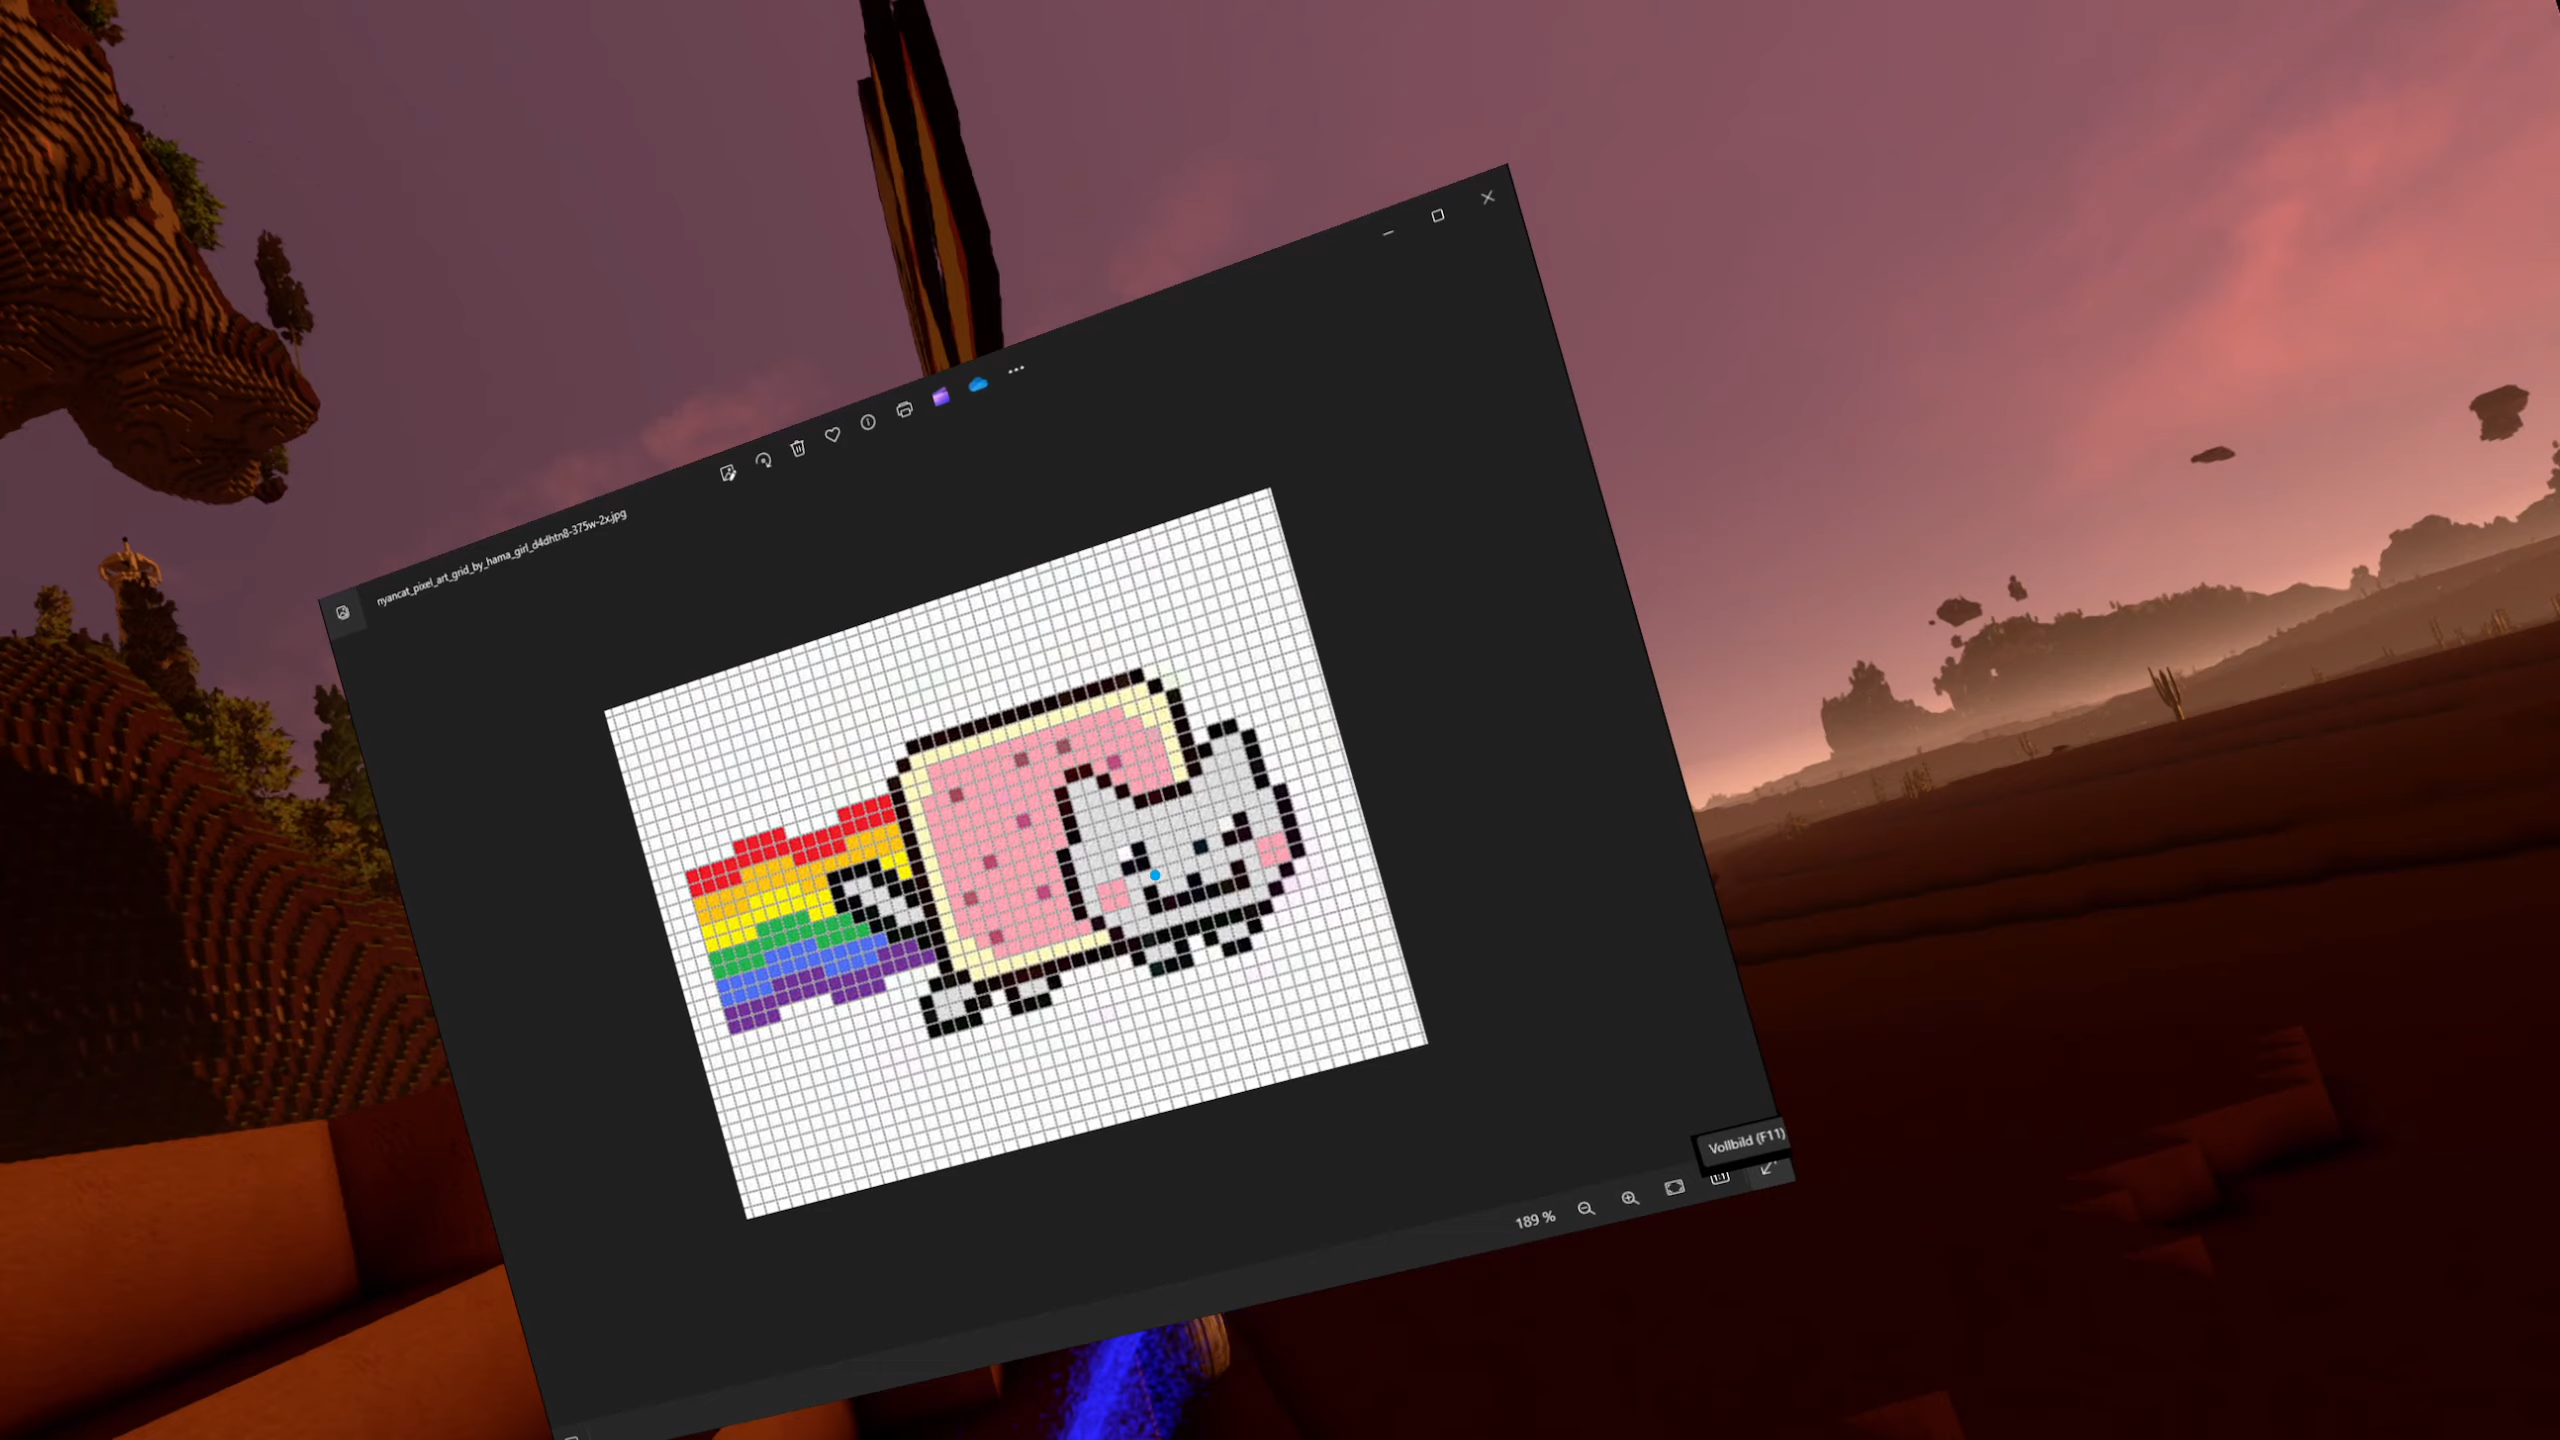 nyancat_pixel_art_grid_by_hama_girl_d4dhtn8-375w-2x.jpg
Vollbild (F11)
189 %